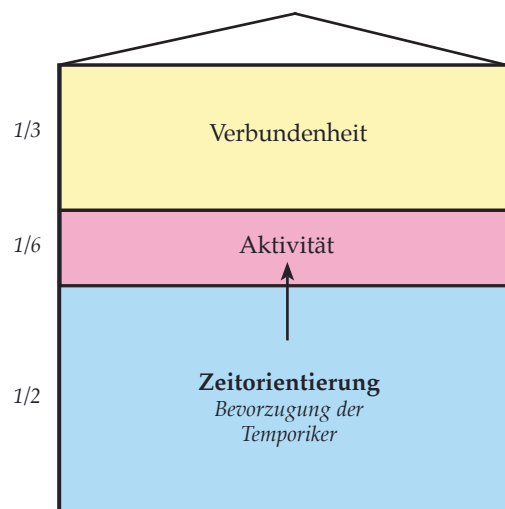 1/3
Verbundenheit
1/6
Aktivität
1/2
Zeitorientierung
Bevorzugung der
Temporiker